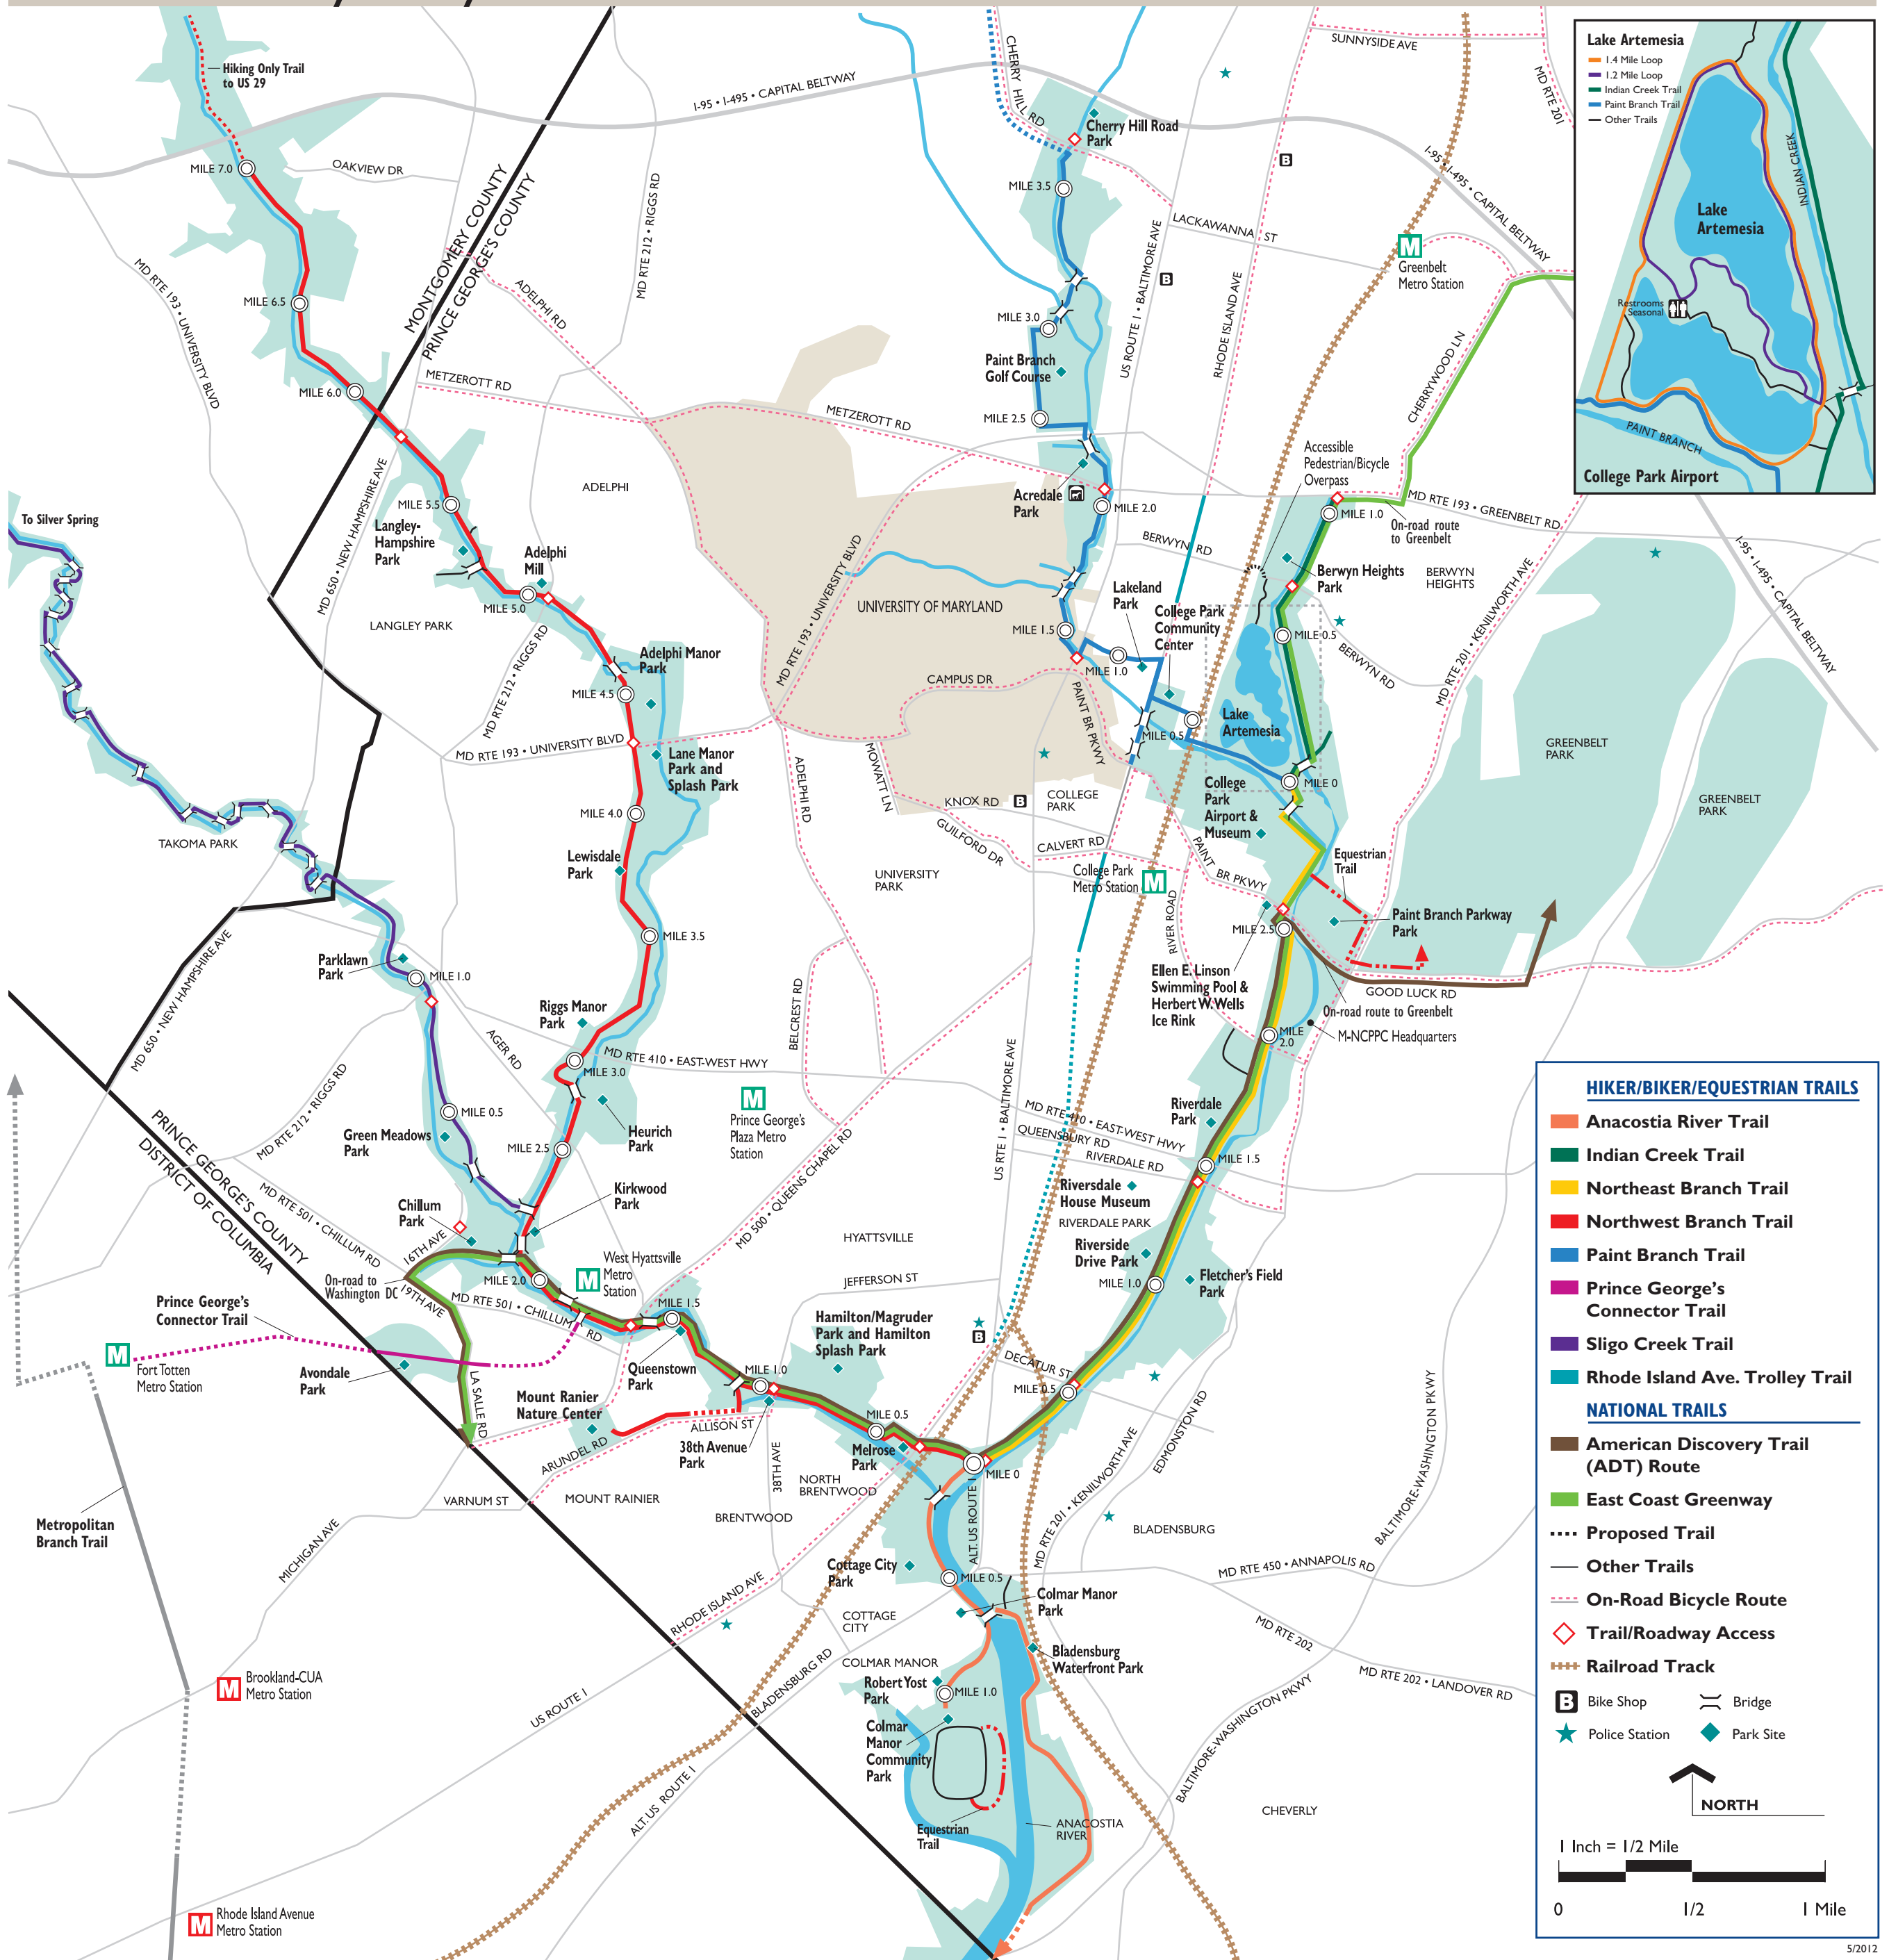 Hiking Only Trail
to US 29
I-95 • I-495 • CAPITAL BELTWAY
CHERRY HILL RD
Cherry Hill Road
Park
SUNNYSIDE AVE
MD RTE 201
MILE 7.0
OAKVIEW DR
MONTGOMERY COUNTY
PRINCE GEORGE'S COUNTY
MD RTE 212 • RIGGS RD
MILE 3.5
LACKAWANNA ST
I-95 • I-495 • CAPITAL BELTWAY
Greenbelt
Metro Station
MD RTE 193 • UNIVERSITY BLVD
MILE 6.5
ADELPHI RD
MILE 3.0
US ROUTE 1 • BALTIMORE AVE
RHODE ISLAND AVE
Paint Branch
Golf Course
CHERRYWOOD LN
MILE 6.0
METZEROTT RD
METZEROTT RD
MILE 2.5
Lake Artemesia
1.4 Mile Loop
1.2 Mile Loop
Indian Creek Trail
Paint Branch Trail
Other Trails
INDIAN CREEK
Lake
Artemesia
Restrooms
Seasonal
PAINT BRANCH
College Park Airport
Accessible
Pedestrian/Bicycle
Overpass
MILE 5.5
ADELPHI
Acredale
Park
MILE 2.0
MILE 1.0
MD RTE 193 • GREENBELT RD
On-road route
to Greenbelt
To Silver Spring
MD 650 • NEW HAMPSHIRE AVE
Langley-
Hampshire
Park
Adelphi
Mill
BERWYN RD
Berwyn Heights
Park
BERWYN
HEIGHTS
MD RTE 201 • KENILWORTH AVE
I-95 • I-495 • CAPITAL BELTWAY
MILE 5.0
LANGLEY PARK
MD RTE 212 • RIGGS RD
UNIVERSITY OF MARYLAND
MD RTE 193 • UNIVERSITY BLVD
Lakeland
Park
College Park
Community
Center
MILE 1.5
MILE 0.5
BERWYN RD
Adelphi Manor
Park
MILE 4.5
CAMPUS DR
MILE 1.0
PAINT BR PKWY
MILE 0.5
Lake
Artemesia
GREENBELT
PARK
GREENBELT
PARK
MD RTE 193 • UNIVERSITY BLVD
Lane Manor
Park and
Splash Park
ADELPHI RD
MOWATT LN
KNOX RD
COLLEGE
PARK
College
Park
Airport &
Museum
MILE 0
MILE 4.0
TAKOMA PARK
GUILFORD DR
CALVERT RD
PAINT
BR PKWY
Equestrian
Trail
Lewisdale
Park
UNIVERSITY
PARK
College Park
Metro Station
RIVER ROAD
Paint Branch Parkway
Park
MILE 2.5
MILE 3.5
MD 650 • NEW HAMPSHIRE AVE
Parklawn
Park
MILE 1.0
Ellen E. Linson
Swimming Pool &
Herbert W. Wells
Ice Rink
GOOD LUCK RD
On-road route to Greenbelt
M-NCPPC Headquarters
Riggs Manor
Park
BELCREST RD
AGER RD
MILE
2.0
MD RTE 410 • EAST-WEST HWY
MILE 3.0
MD RTE 212 • RIGGS RD
US RTE 1 • BALTIMORE AVE
MD RTE 410 • EAST-WEST HWY
QUEENSBURY RD
RIVERDALE RD
Riverdale
Park
MILE 0.5
Green Meadows
Park
MILE 2.5
Heurich
Park
Prince George's
Plaza Metro
Station
MILE 1.5
PRINCE GEORGE'S COUNTY
DISTRICT OF COLUMBIA
MD RTE 501 • CHILLUM RD
Kirkwood
Park
MD 500 • QUEENS CHAPEL RD
Riversdale
House Museum
RIVERDALE PARK
Chillum
Park
HYATTSVILLE
Riverside
Drive Park
16TH AVE
West Hyattsville
Metro
Station
JEFFERSON ST
MILE 1.0
Fletcher's Field
Park
On-road to
Washington DC
19TH AVE
MILE 2.0
MD RTE 501 • CHILLUM RD
MILE 1.5
Prince George's
Connector Trail
Hamilton/Magruder
Park and Hamilton
Splash Park
Fort Totten
Metro Station
Avondale
Park
Queenstown
Park
DECATUR ST
MILE 1.0
MILE 0.5
LA SALLE RD
Mount Ranier
Nature Center
ALLISON ST
ARUNDEL RD
38th Avenue
Park
38TH AVE
MILE 0.5
Melrose
Park
MILE 0
EDMONSTON RD
MD RTE 201 • KENILWORTH AVE
BALTIMORE-WASHINGTON PKWY
NORTH
BRENTWOOD
VARNUM ST
MOUNT RAINIER
BRENTWOOD
ALT. US ROUTE 1
BLADENSBURG
Metropolitan
Branch Trail
MICHIGAN AVE
Cottage City
Park
MILE 0.5
MD RTE 450 • ANNAPOLIS RD
RHODE ISLAND AVE
Colmar Manor
Park
COTTAGE
CITY
MD RTE 202
Bladensburg
Waterfront Park
COLMAR MANOR
MD RTE 202 • LANDOVER RD
Brookland-CUA
Metro Station
US ROUTE 1
BLADENSBURG RD
Robert Yost
Park
MILE 1.0
Colmar
Manor
Community
Park
BALTIMORE-WASHINGTON PKWY
ALT. US ROUTE 1
Equestrian
Trail
ANACOSTIA
RIVER
CHEVERLY
Rhode Island Avenue
Metro Station
HIKER/BIKER/EQUESTRIAN TRAILS
Anacostia River Trail
Indian Creek Trail
Northeast Branch Trail
Northwest Branch Trail
Paint Branch Trail
Prince George's
Connector Trail
Sligo Creek Trail
Rhode Island Ave. Trolley Trail
NATIONAL TRAILS
American Discovery Trail
(ADT) Route
East Coast Greenway
Proposed Trail
Other Trails
On-Road Bicycle Route
Trail/Roadway Access
Railroad Track
B Bike Shop
Bridge
Police Station
Park Site
NORTH
1 Inch = 1/2 Mile
0 1/2 1 Mile
5/2012